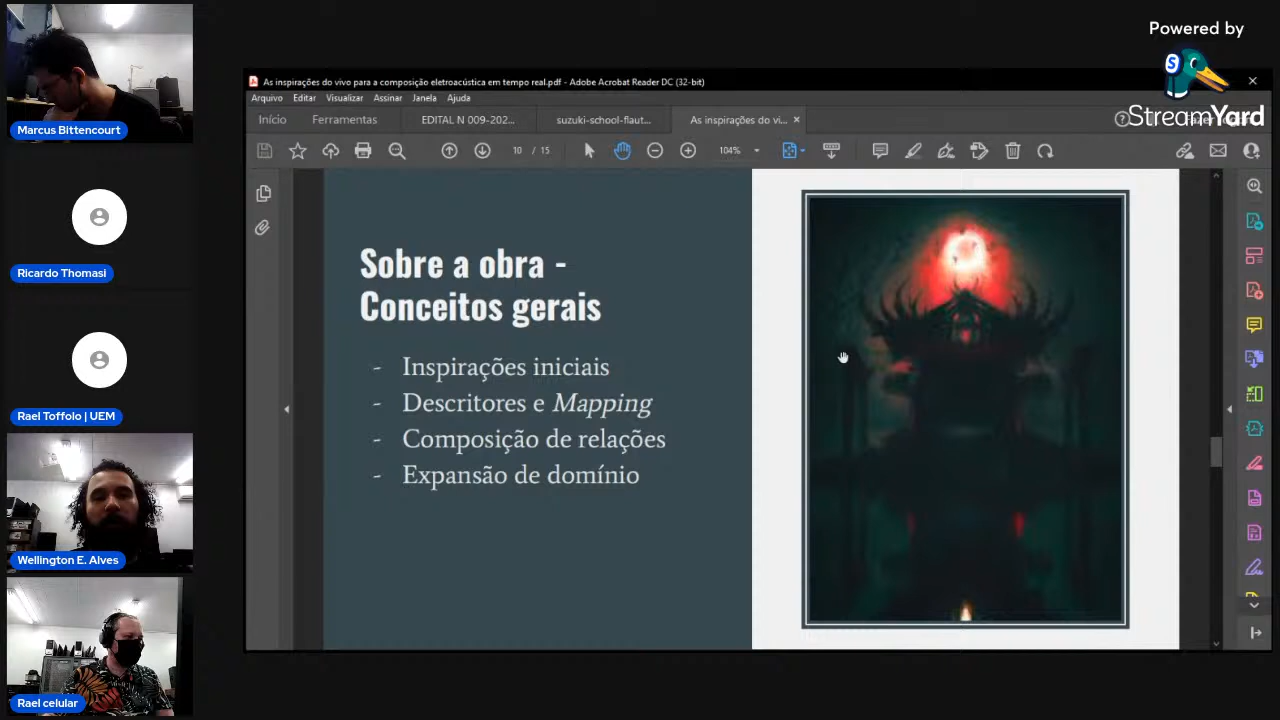 Powered by
StreamYard
As inspirações do vivo para a composição eletroacústica em tempo real.pdf - Adobe Acrobat Reader DC (32-bit)
Arquivo Editar Visualizar Assinar Janela Ajuda
Início Ferramentas EDITAL N 009-202... suzuki-school-flaut... As inspirações do vi...
10 / 15 104%
Sobre a obra -
Conceitos gerais
- Inspirações iniciais
- Descritores e Mapping
- Composição de relações
- Expansão de domínio
Marcus Bittencourt
Ricardo Thomasi
Rael Toffolo | UEM
Wellington E. Alves
Rael celular